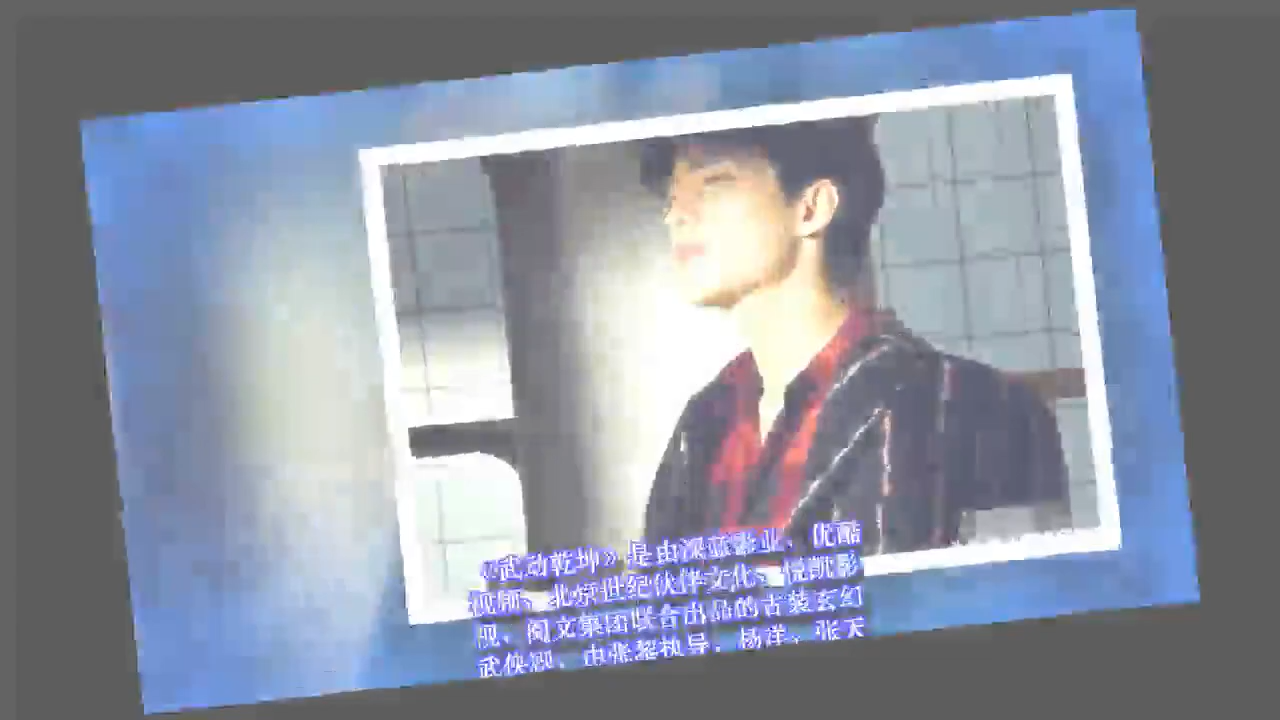 《武动乾坤》是由深蓝影业、优酷
视频、北京世纪伙伴文化、悦凯影
视、阅文集团联合出品的古装玄幻
武侠剧，由张黎执导，杨洋、张天